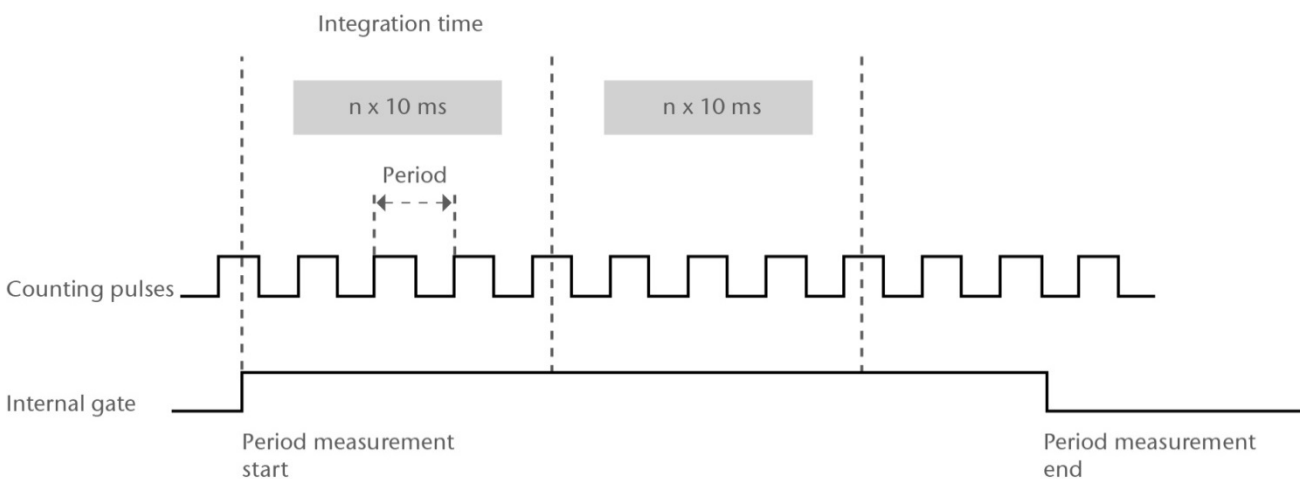 Integration time
n x 10 ms
n x 10 ms
Period
Counting pulses
Internal gate
Period measurement
start
Period measurement
end